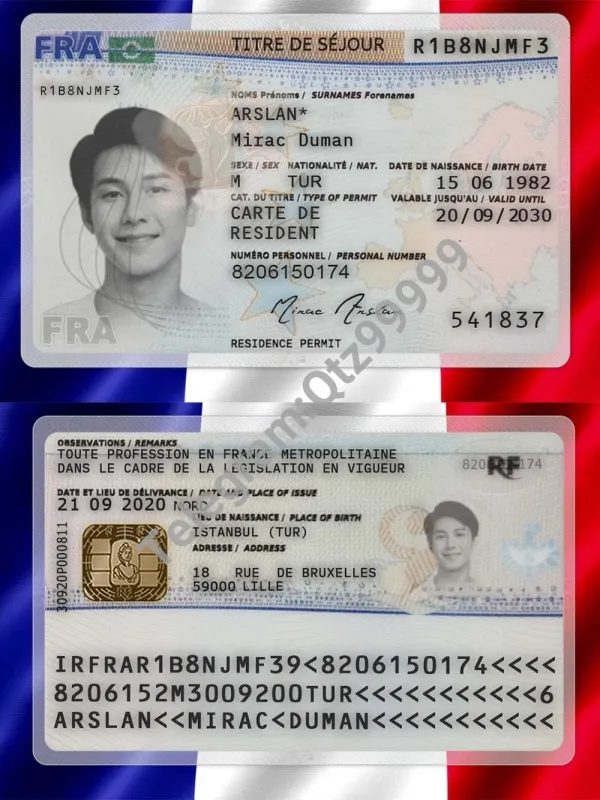 FRA
TITRE DE SÉJOUR
R1B8NJMF3
R1B8NJMF3
NOMS Prénoms / SURNAMES Forenames
ARSLAN*
Mirac Duman
SEXE / SEX NATIONALITÉ / NAT. DATE DE NAISSANCE / BIRTH DATE
M TUR 15 06 1982
CAT. DU TITRE / TYPE OF PERMIT VALABLE JUSQU'AU / VALID UNTIL
CARTE DE 20/09/2030
RESIDENT
NUMÉRO PERSONNEL / PERSONAL NUMBER
8206150174
Mirac Arslan
541837
FRA
RESIDENCE PERMIT
Telegram:Qtz99999
OBSERVATIONS / REMARKS
TOUTE PROFESSION EN FRANCE METROPOLITAINE
DANS LE CADRE DE LA LEGISLATION EN VIGUEUR
RF
DATE ET LIEU DE DÉLIVRANCE / DATE AND PLACE OF ISSUE
21 09 2020 NORD
LIEU DE NAISSANCE / PLACE OF BIRTH
ISTANBUL (TUR)
ADRESSE / ADDRESS
18 RUE DE BRUXELLES
59000 LILLE
30920P000811
IRFRAR1B8NJMF39<8206150174<<<<
8206152M3009200TUR<<<<<<<<<<<6
ARSLAN<<MIRAC<DUMAN<<<<<<<<<<<